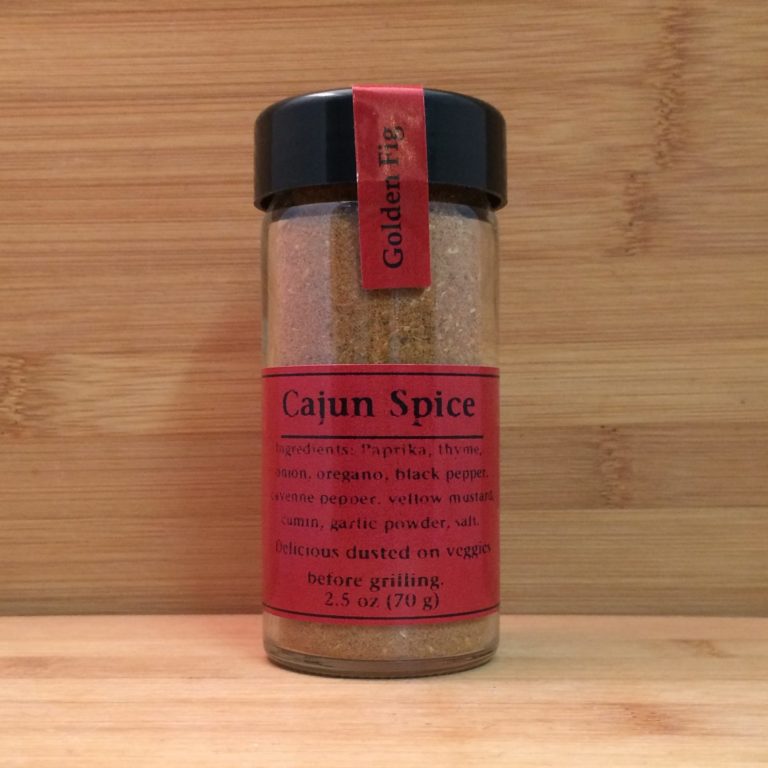 Golden Fig
Cajun Spice
Ingredients: Paprika, thyme,
onion, oregano, black pepper,
cayenne pepper, yellow mustard,
cumin, garlic powder, salt.
Delicious dusted on veggies
before grilling.
2.5 oz (70 g)